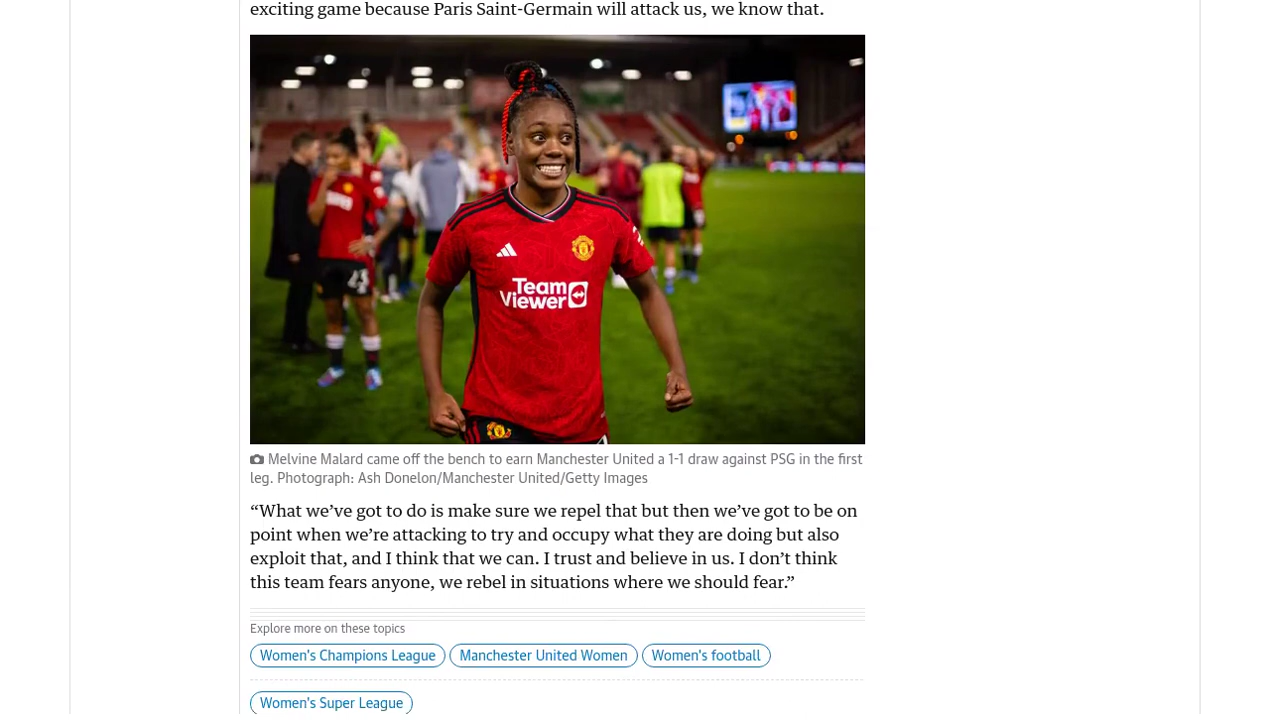 exciting game because Paris Saint-Germain will attack us, we know that.
Team
Viewer
Melvine Malard came off the bench to earn Manchester United a 1-1 draw against PSG in the first
leg. Photograph: Ash Donelon/Manchester United/Getty Images
“What we’ve got to do is make sure we repel that but then we’ve got to be on
point when we’re attacking to try and occupy what they are doing but also
exploit that, and I think that we can. I trust and believe in us. I don’t think
this team fears anyone, we rebel in situations where we should fear.”
Explore more on these topics
Women's Champions League
Manchester United Women
Women's football
Women's Super League